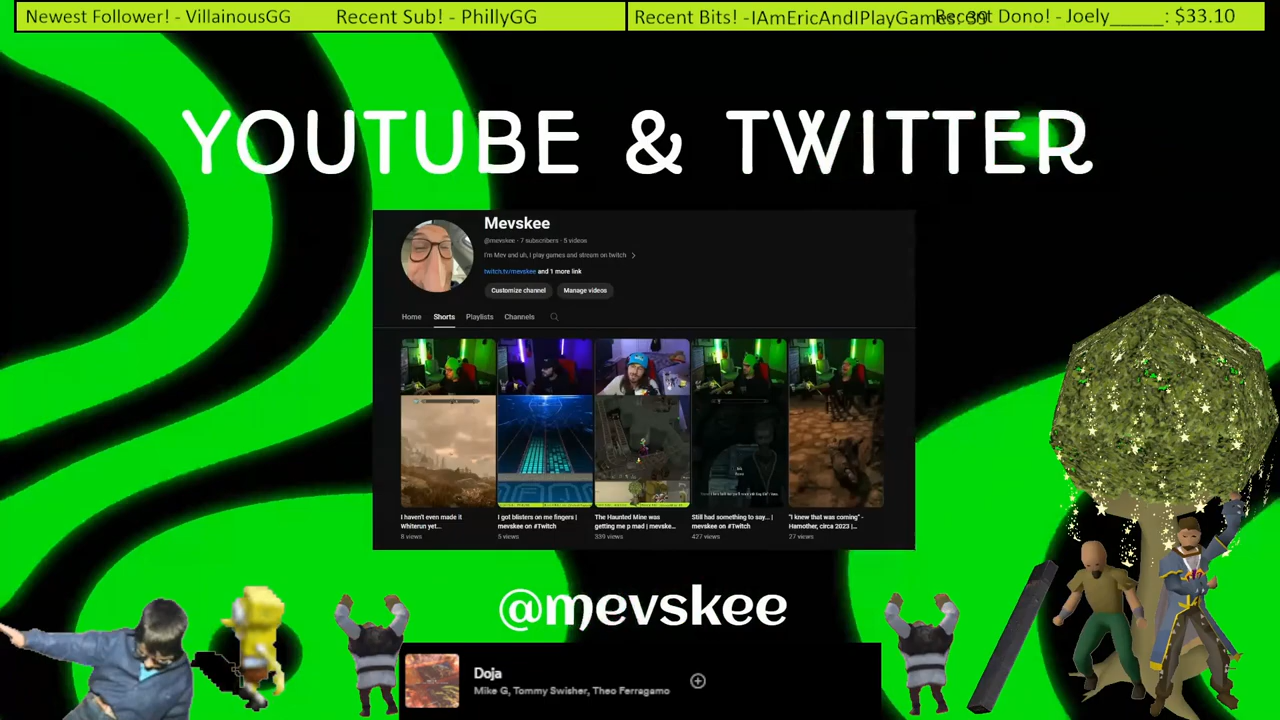 Newest Follower! - VillainousGG
Recent Sub! - PhillyGG
Recent Bits! -IAmEricAndIPlayGames: 39
Recent Dono! - Joely_____: $33.10
YOUTUBE & TWITTER
Mevskee
@mevskee · 7 subscribers · 5 videos
I'm Mev and uh, I play games and stream on twitch
twitch.tv/mevskee and 1 more link
Customize channel
Manage videos
Home
Shorts
Playlists
Channels
I haven't even made it
Whiterun yet...
8 views
I got blisters on me fingers |
mevskee on #Twitch
5 views
The Haunted Mine was
getting me p mad | mevske...
339 views
Still had something to say... |
mevskee on #Twitch
427 views
"I knew that was coming" -
Hamother, circa 2023 |...
27 views
@mevskee
Doja
Mike G, Tommy Swisher, Theo Ferragamo